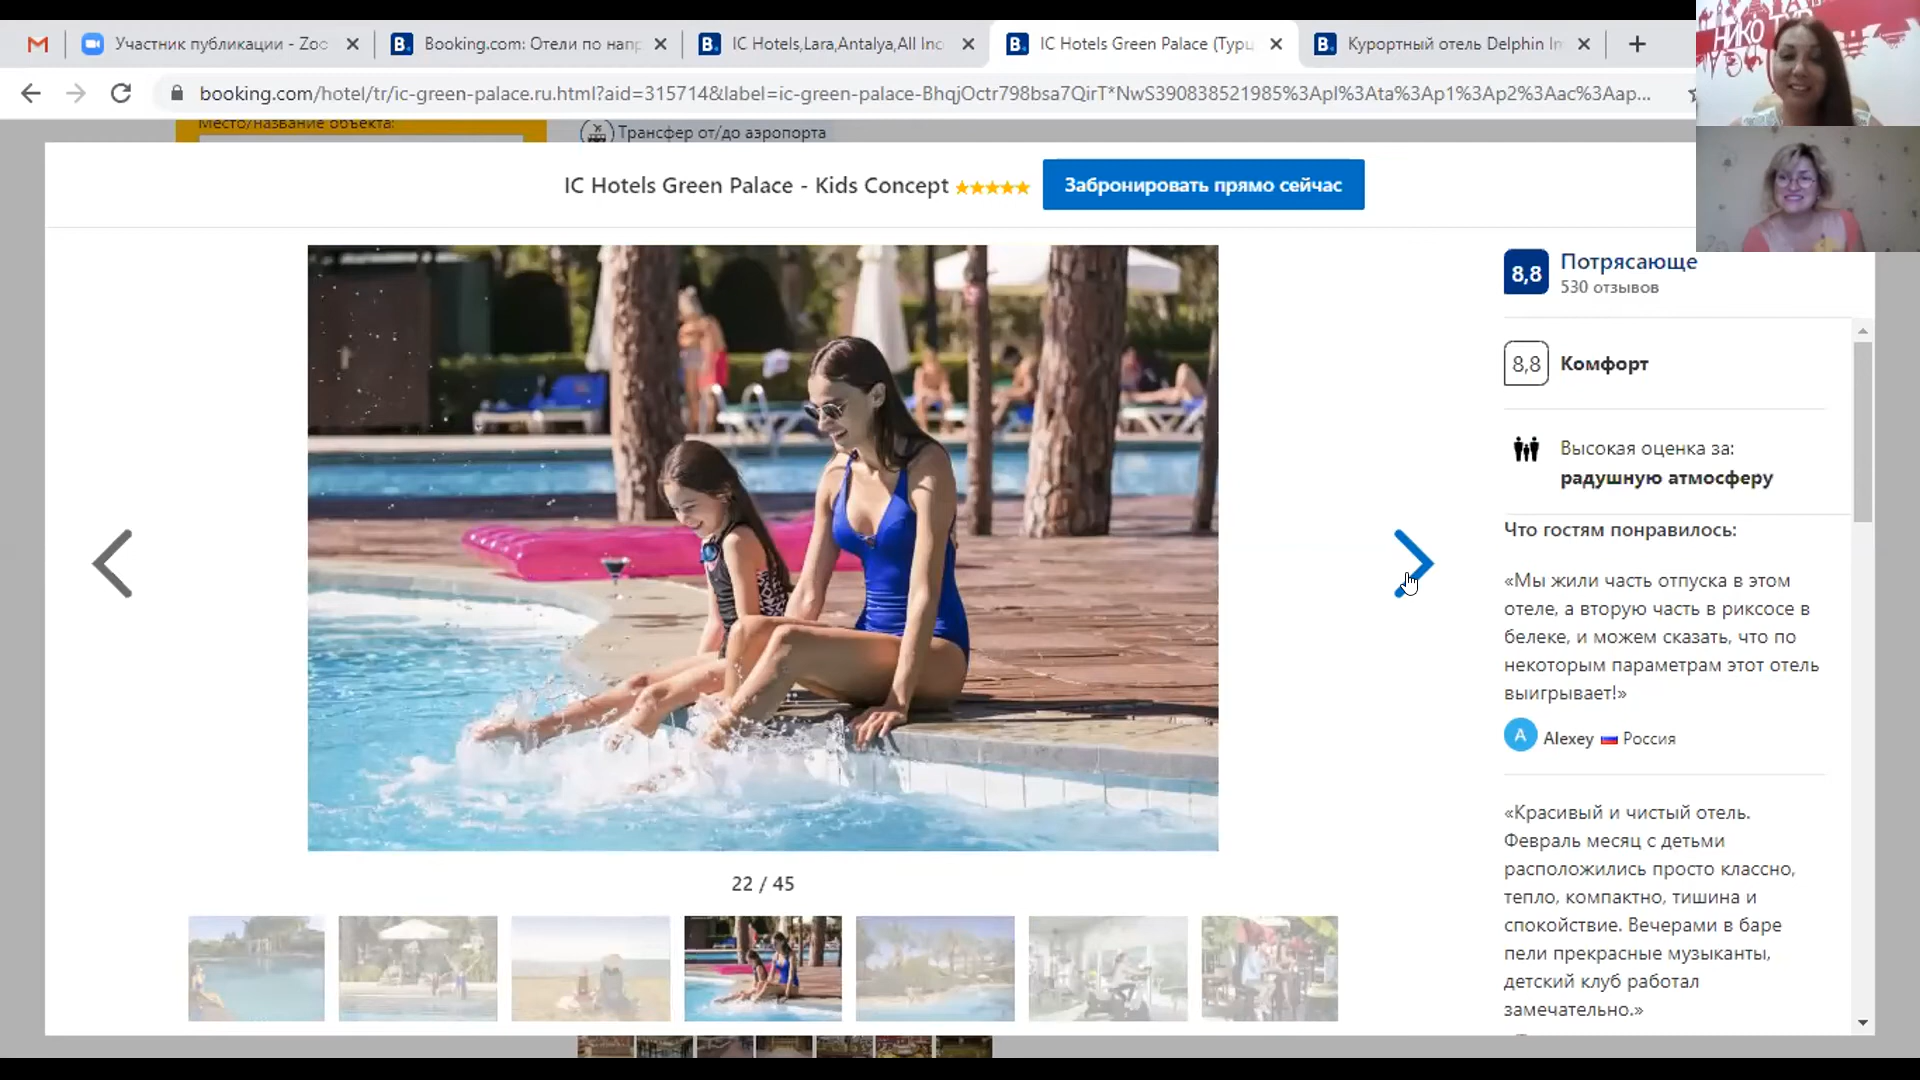 Участник публикации - Zoo
Booking.com: Отели по напр
IC Hotels,Lara,Antalya,All Inc
IC Hotels Green Palace (Турц
Курортный отель Delphin Im
booking.com/hotel/tr/ic-green-palace.ru.html?aid=315714&label=ic-green-palace-BhqjOctr798bsa7QirT*NwS390838521985%3Apl%3Ata%3Ap1%3Ap2%3Aac%3Aap...
Место/название объекта:
Трансфер от/до аэропорта
НИКО
ТУР
IC Hotels Green Palace - Kids Concept
Забронировать прямо сейчас
8,8
Потрясающе
530 отзывов
8,8
Комфорт
Высокая оценка за:
радушную атмосферу
Что гостям понравилось:
«Мы жили часть отпуска в этом
отеле, а вторую часть в риксосе в
белеке, и можем сказать, что по
некоторым параметрам этот отель
выигрывает!»
A
Alexey
Россия
«Красивый и чистый отель.
Февраль месяц с детьми
расположились просто классно,
тепло, компактно, тишина и
спокойствие. Вечерами в баре
пели прекрасные музыканты,
детский клуб работал
замечательно.»
22 / 45